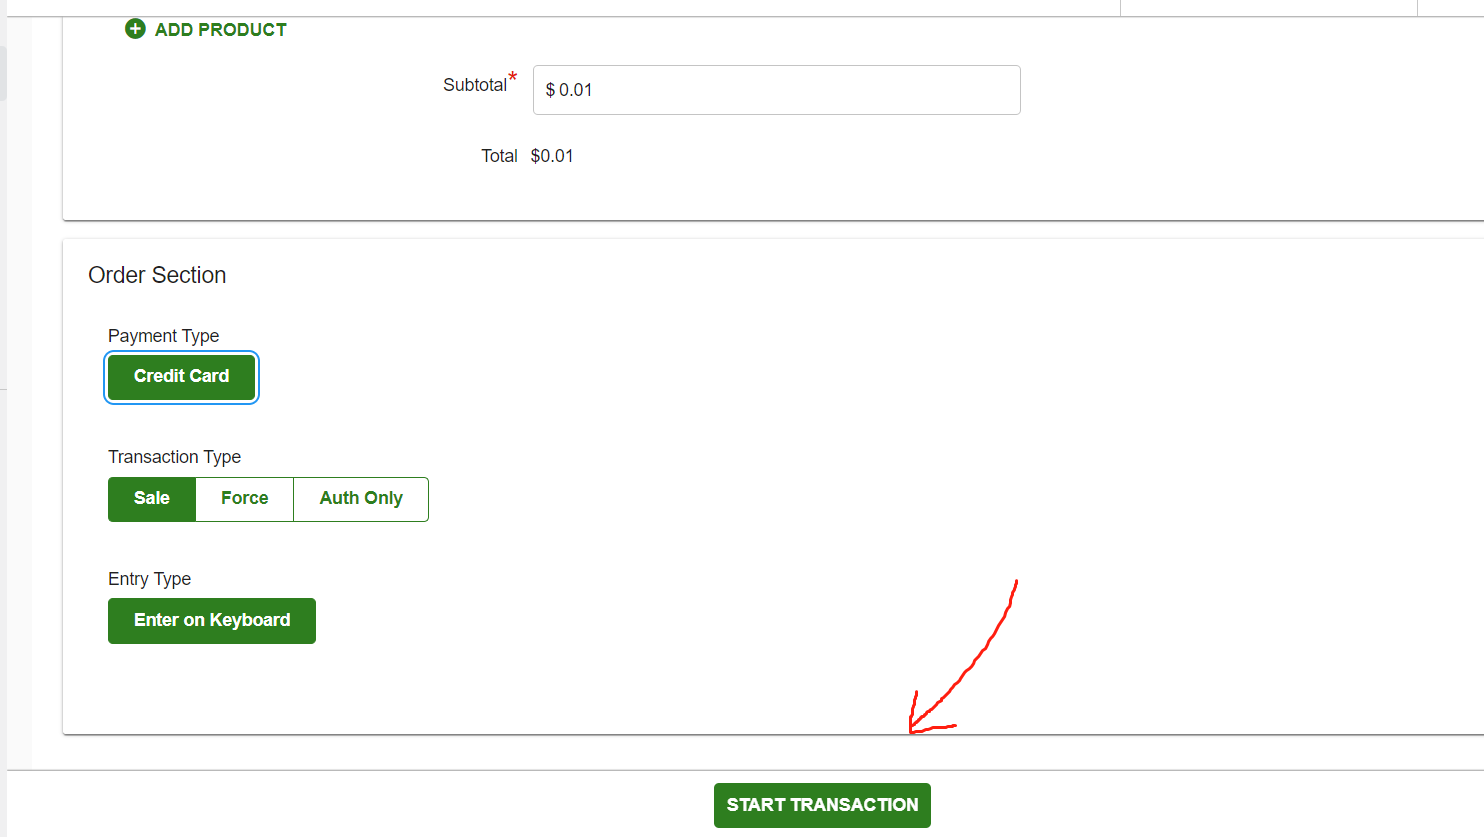 ADD PRODUCT
Subtotal* $ 0.01
Total $0.01
Order Section
Payment Type
Credit Card
Transaction Type
Sale Force Auth Only
Entry Type
Enter on Keyboard
START TRANSACTION